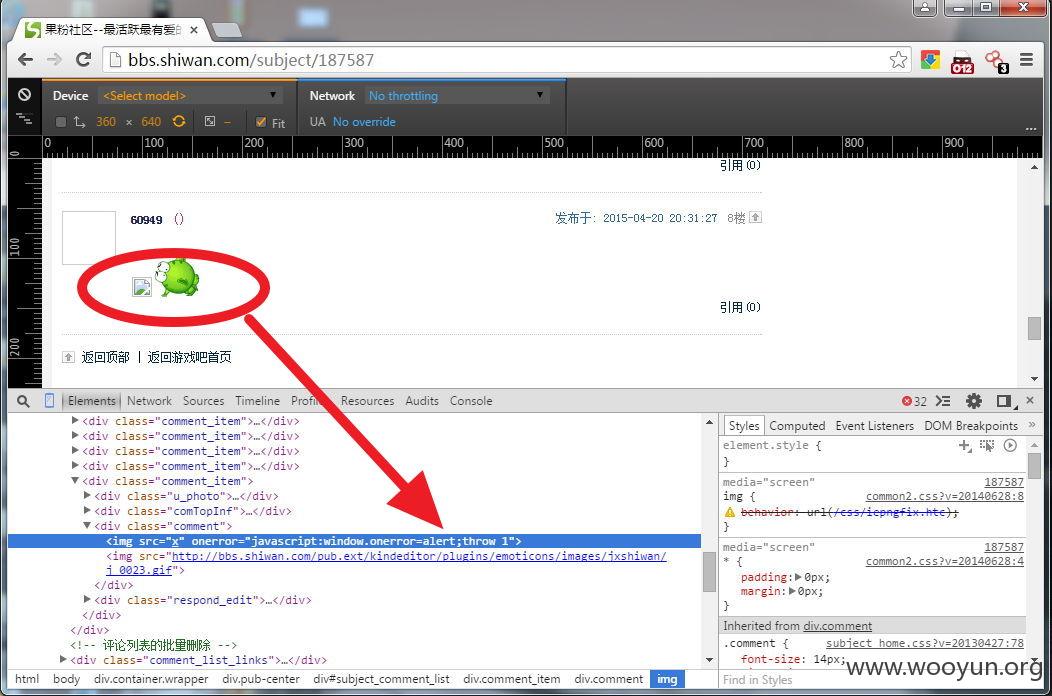 果粉社区--最活跃最有爱的
bbs.shiwan.com/subject/187587
012
3
Device <Select model> Network No throttling
360 × 640 – Fit UA No override
...
0 100 200 300 400 500 600 700 800 900
0
100
200
引用(0)
60949 () 发布于: 2015-04-20 20:31:27 8楼
引用(0)
返回顶部 | 返回游戏吧首页
Elements Network Sources Timeline Resources Audits Console 32
<div class="comment_item">…</div>
<div class="comment_item">…</div>
<div class="comment_item">…</div>
<div class="comment_item">…</div>
<div class="comment_item">
<div class="u_photo">…</div>
<div class="comTopInf">…</div>
<div class="comment">
<img src="x" onerror="javascript:window.onerror=alert;throw 1">
<img src="http://bbs.shiwan.com/pub.ext/kindeditor/plugins/emoticons/images/jxshiwan/
j_0023.gif">
</div>
<div class="respond_edit">…</div>
</div>
</div>
<!-- 评论列表的批量删除 -->
<div class="comment_list_links">…</div>
html body div.container.wrapper div.pub-center div#subject_comment_list div.comment_item div.comment img
Styles Computed Event Listeners DOM Breakpoints »
element.style {
}
media="screen" 187587
img { common2.css?v=20140628:8
behavior: url(/css/iepngfix.htc);
}
media="screen" 187587
* { common2.css?v=20140628:4
padding: 0px;
margin: 0px;
}
Inherited from div.comment
.comment { subject_home.css?v=20130427:78
font-size: 14px;
Find in Styles
www.wooyun.org